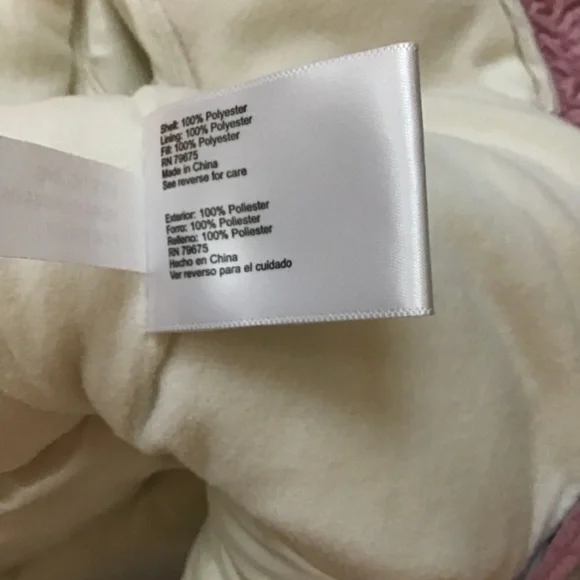 Shell: 100% Polyester
Lining: 100% Polyester
Fill: 100% Polyester
RN 79675
Made in China
See reverse for care
Exterior: 100% Poliester
Forro: 100% Poliester
Relleno: 100% Poliester
RN 79675
Hecho en China
Ver reverso para el cuidado